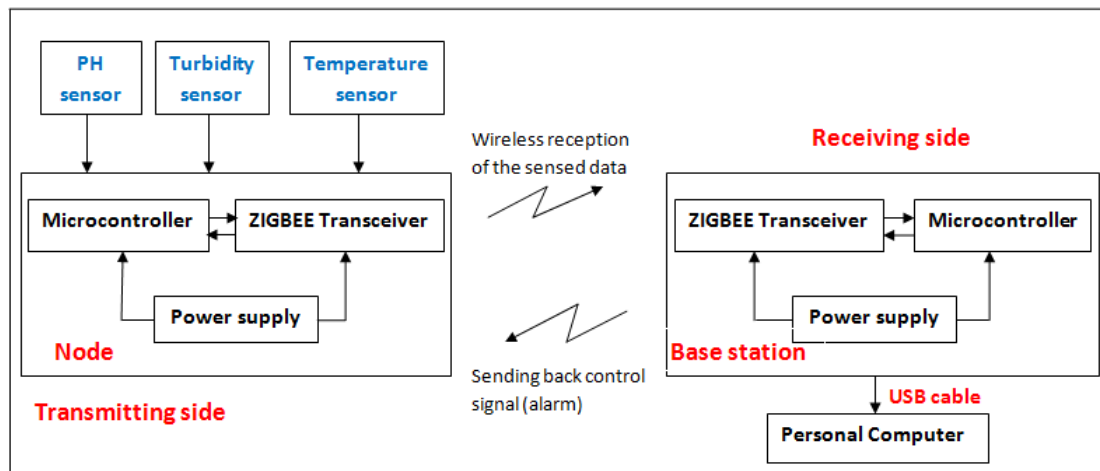 PH
sensor
Turbidity
sensor
Temperature
sensor
Microcontroller
ZIGBEE Transceiver
Power supply
Node
Transmitting side
Wireless reception
of the sensed data
Sending back control
signal (alarm)
Receiving side
ZIGBEE Transceiver
Microcontroller
Power supply
Base station
USB cable
Personal Computer